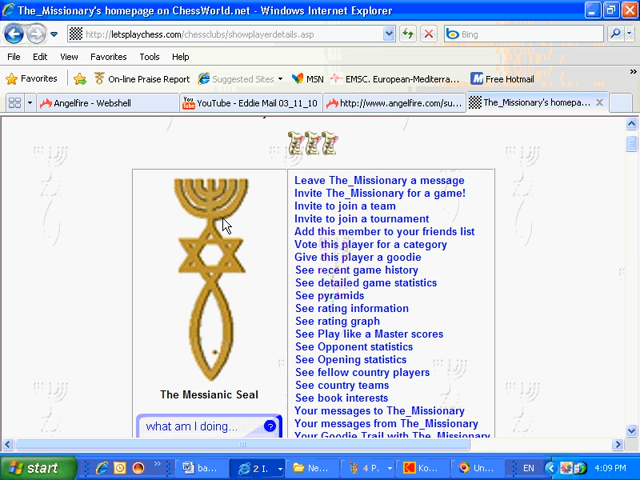 The_Missionary's homepage on ChessWorld.net - Windows Internet Explorer
http://letsplaychess.com/chessclubs/showplayerdetails.asp
Bing
File Edit View Favorites Tools Help
Favorites On-line Praise Report Suggested Sites MSN EMSC. European-Mediterra... Free Hotmail
Angelfire - Webshell YouTube - Eddie Mail 03_11_10 http://www.angelfire.com/su... The_Missionary's homepa...
Leave The_Missionary a message
Invite The_Missionary for a game!
Invite to join a team
Invite to join a tournament
Add this member to your friends list
Vote this player for a category
Give this player a goodie
See recent game history
See detailed game statistics
See pyramids
See rating information
See rating graph
See Play like a Master scores
See Opponent statistics
See Opening statistics
See fellow country players
See country teams
See book interests
Your messages to The_Missionary
Your messages from The_Missionary
Your Goodie Trail with The_Missionary
The Messianic Seal
what am I doing... ?
start ba... 2 I... Ne... 4 P... Ko... Un... EN 4:09 PM